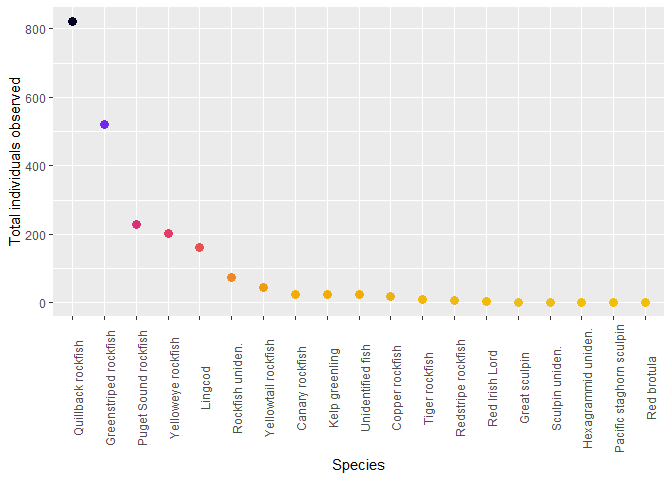 800
600
400
200
0
Total individuals observed
Quillback rockfish
Greenstriped rockfish
Puget Sound rockfish
Yelloweye rockfish
Lingcod
Rockfish uniden.
Yellowtail rockfish
Canary rockfish
Kelp greenling
Unidentified fish
Copper rockfish
Tiger rockfish
Redstripe rockfish
Red Irish Lord
Great sculpin
Sculpin uniden.
Hexagrammid uniden.
Pacific staghorn sculpin
Red brotula
Species